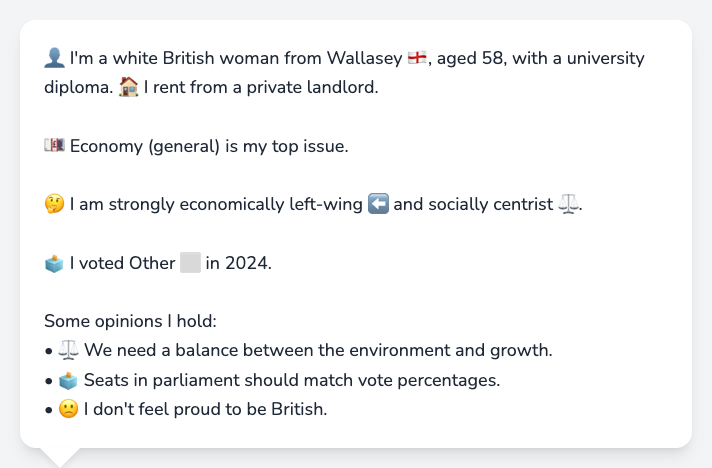 👤 I'm a white British woman from Wallasey 🏴󠁧󠁢󠁥󠁮󠁧󠁿, aged 58, with a university
diploma. 🏠 I rent from a private landlord.
💷 Economy (general) is my top issue.
🤔 I am strongly economically left-wing ⬅️ and socially centrist ⚖️.
🗳️ I voted Other ⬜ in 2024.
Some opinions I hold:
• ⚖️ We need a balance between the environment and growth.
• 🗳️ Seats in parliament should match vote percentages.
• 🙁 I don't feel proud to be British.